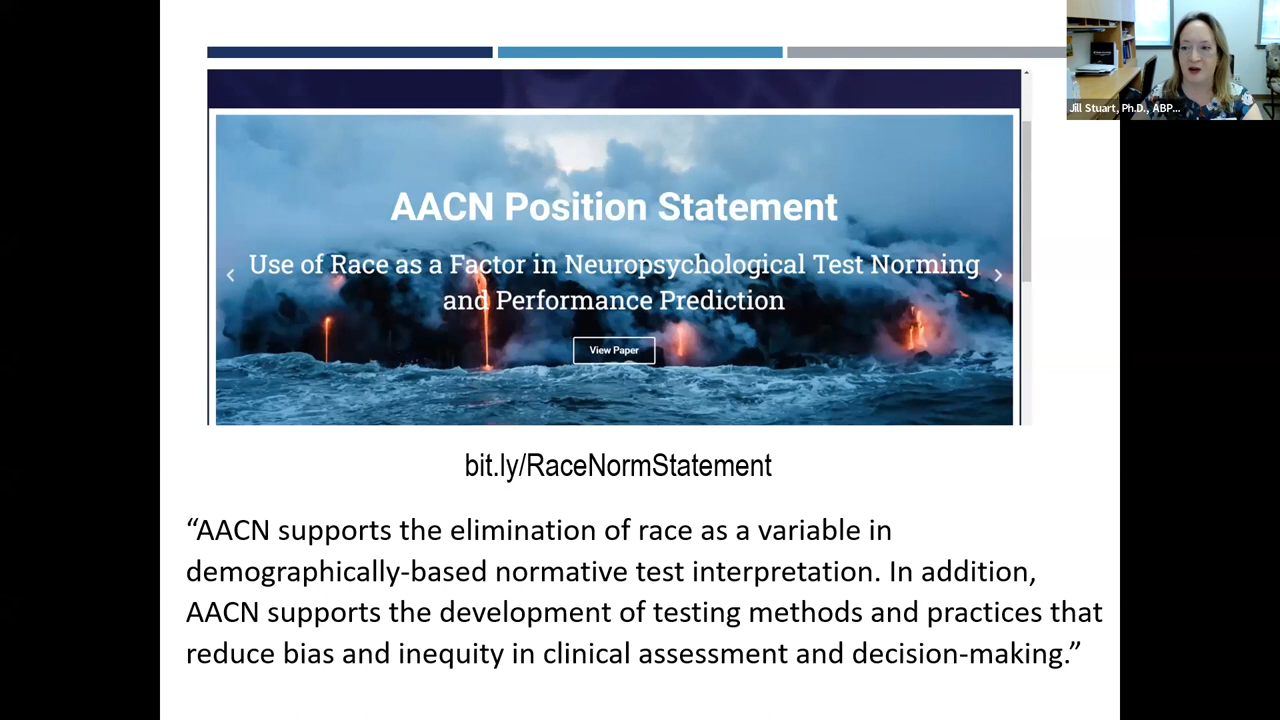 Jill Stuart, Ph.D., ABP...
AACN Position Statement
Use of Race as a Factor in Neuropsychological Test Norming
and Performance Prediction
View Paper
bit.ly/RaceNormStatement
“AACN supports the elimination of race as a variable in
demographically-based normative test interpretation. In addition,
AACN supports the development of testing methods and practices that
reduce bias and inequity in clinical assessment and decision-making.”